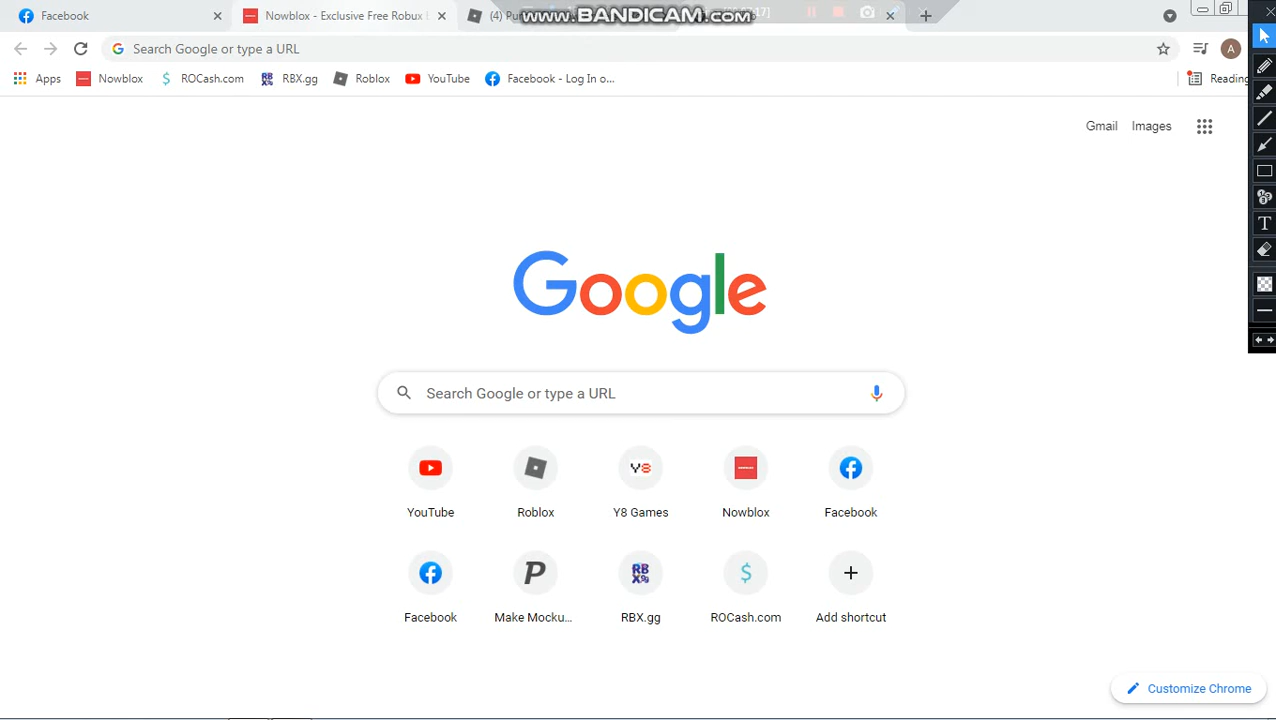 Facebook
Nowblox - Exclusive Free Robux
(4)
www.BANDICAM.com
Search Google or type a URL
A
Apps
Nowblox
ROCash.com
RBX.gg
Roblox
YouTube
Facebook - Log In o...
Reading
Gmail
Images
Google
Search Google or type a URL
YouTube
Roblox
Y8 Games
Nowblox
Facebook
Facebook
Make Mocku...
RBX.gg
ROCash.com
Add shortcut
Customize Chrome